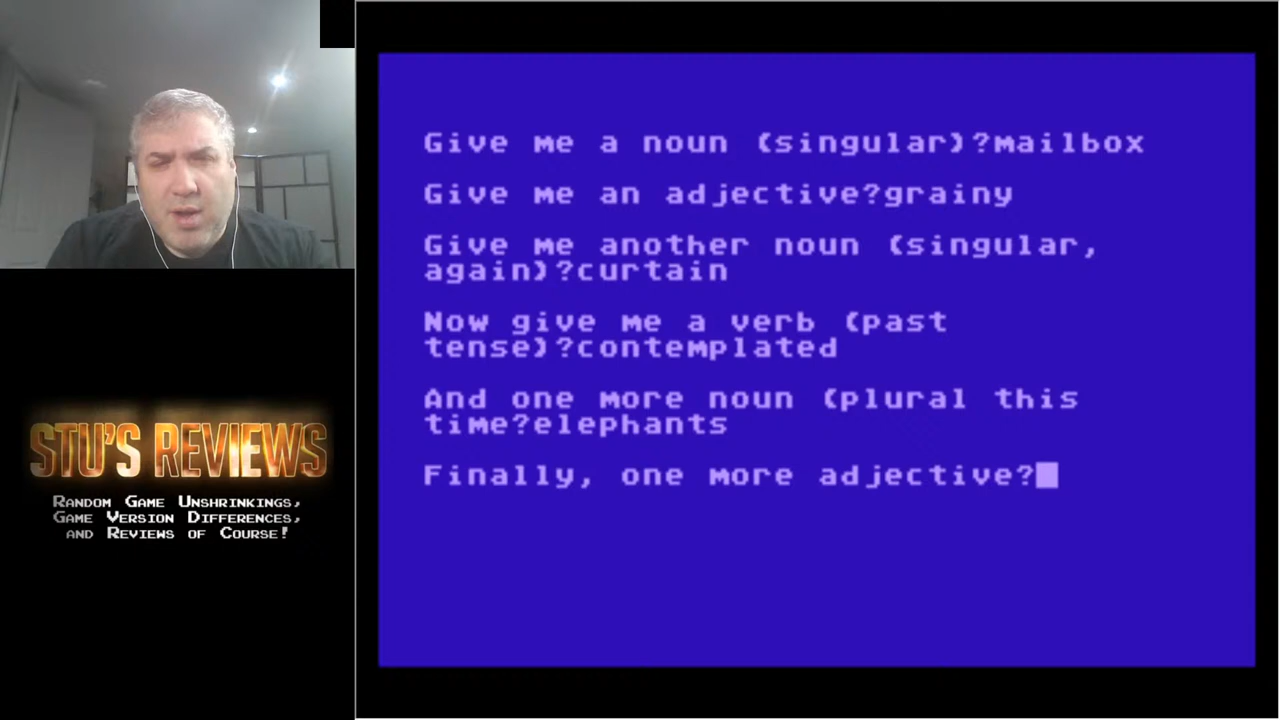 Give me a noun (singular)?mailbox
Give me an adjective?grainy
Give me another noun (singular,
again)?curtain
Now give me a verb (past
tense)?contemplated
And one more noun (plural this
time?elephants
Finally, one more adjective?
STU'S REVIEWS
RANDOM GAME UNSHRINKINGS,
GAME VERSION DIFFERENCES,
AND REVIEWS OF COURSE!